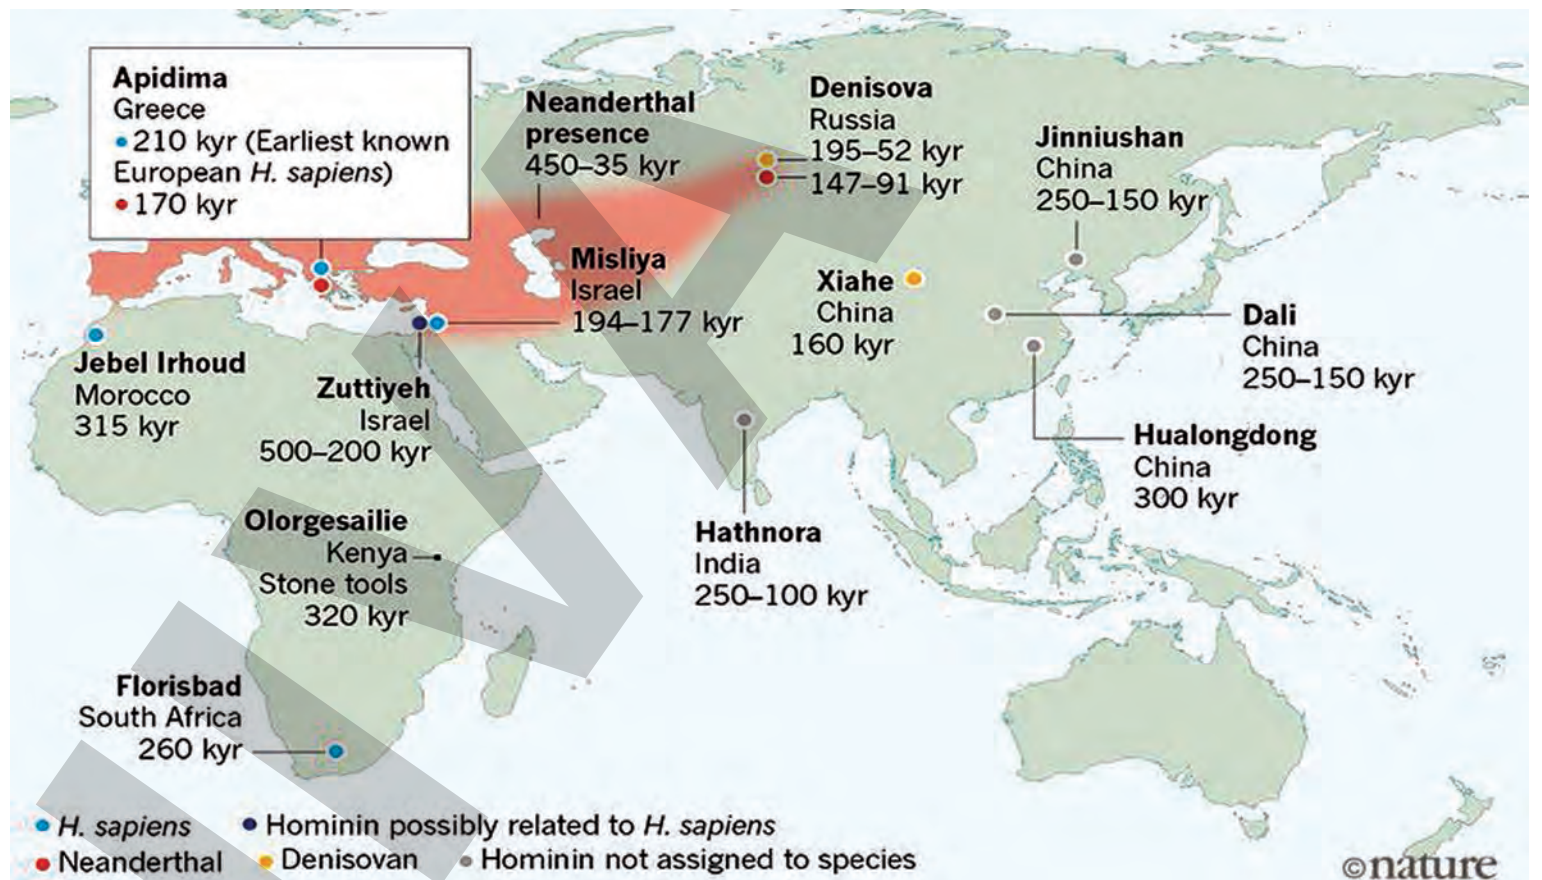 Apidima
Greece
• 210 kyr (Earliest known
European H. sapiens)
• 170 kyr
Neanderthal
presence
450–35 kyr
Denisova
Russia
195–52 kyr
147–91 kyr
Jinniushan
China
250–150 kyr
Misliya
Israel
194–177 kyr
Xiahe
China
160 kyr
Dali
China
250–150 kyr
Jebel Irhoud
Morocco
315 kyr
Zuttiyeh
Israel
500–200 kyr
Hualongdong
China
300 kyr
Olorgesailie
Kenya
Stone tools
320 kyr
Hathnora
India
250–100 kyr
Florisbad
South Africa
260 kyr
• H. sapiens
• Hominin possibly related to H. sapiens
• Neanderthal
• Denisovan
• Hominin not assigned to species
©nature